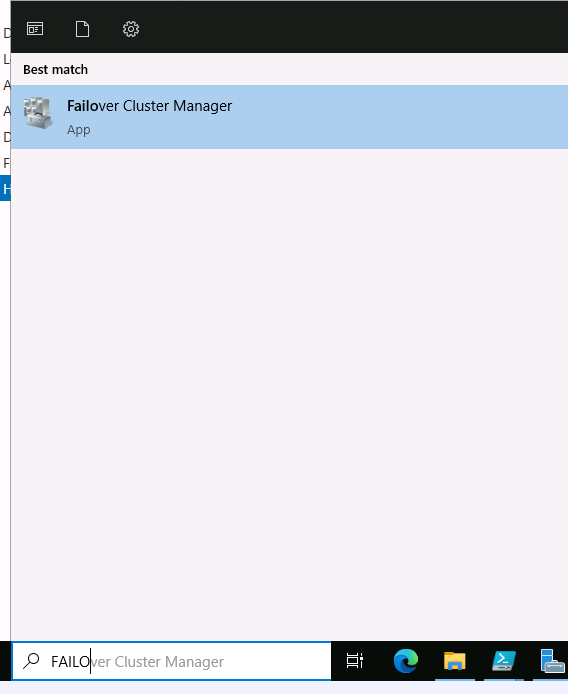 Best match
Failover Cluster Manager
App
D
L
A
A
D
F
H
FAILOver Cluster Manager